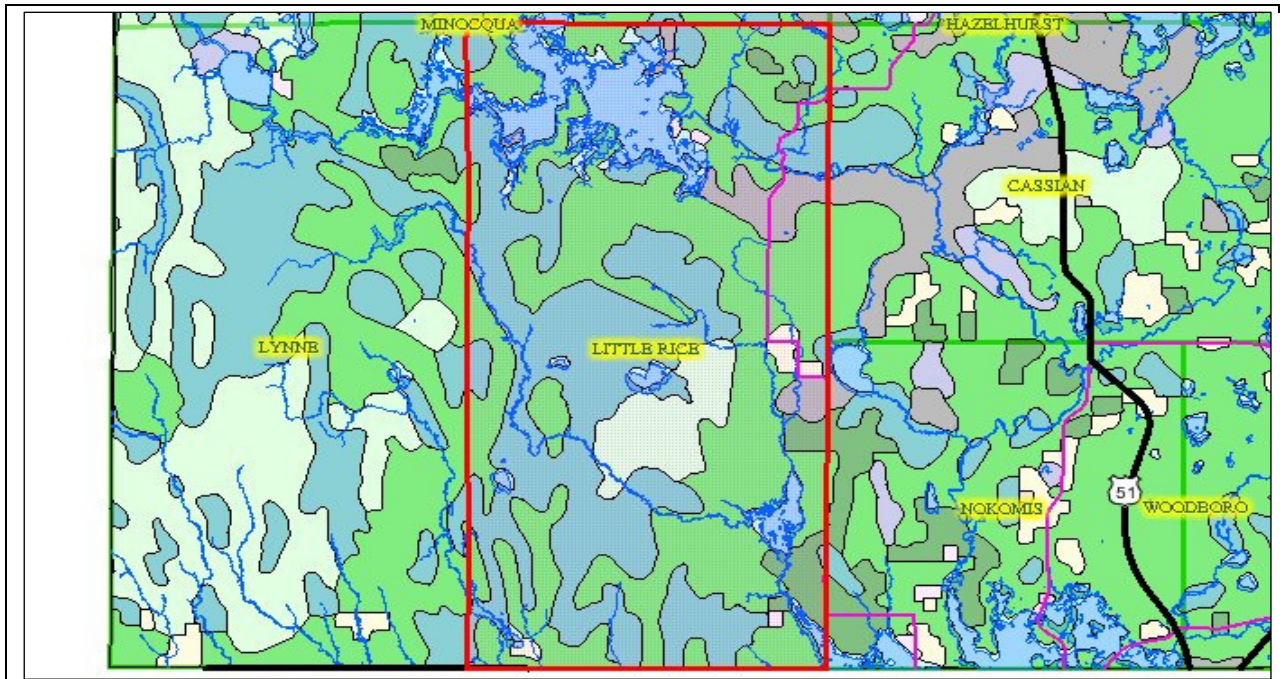 MINOCQUA
HAZELHURST
CASSIAN
LYNNE
LITTLE RICE
51
NOKOMIS
WOODBORO